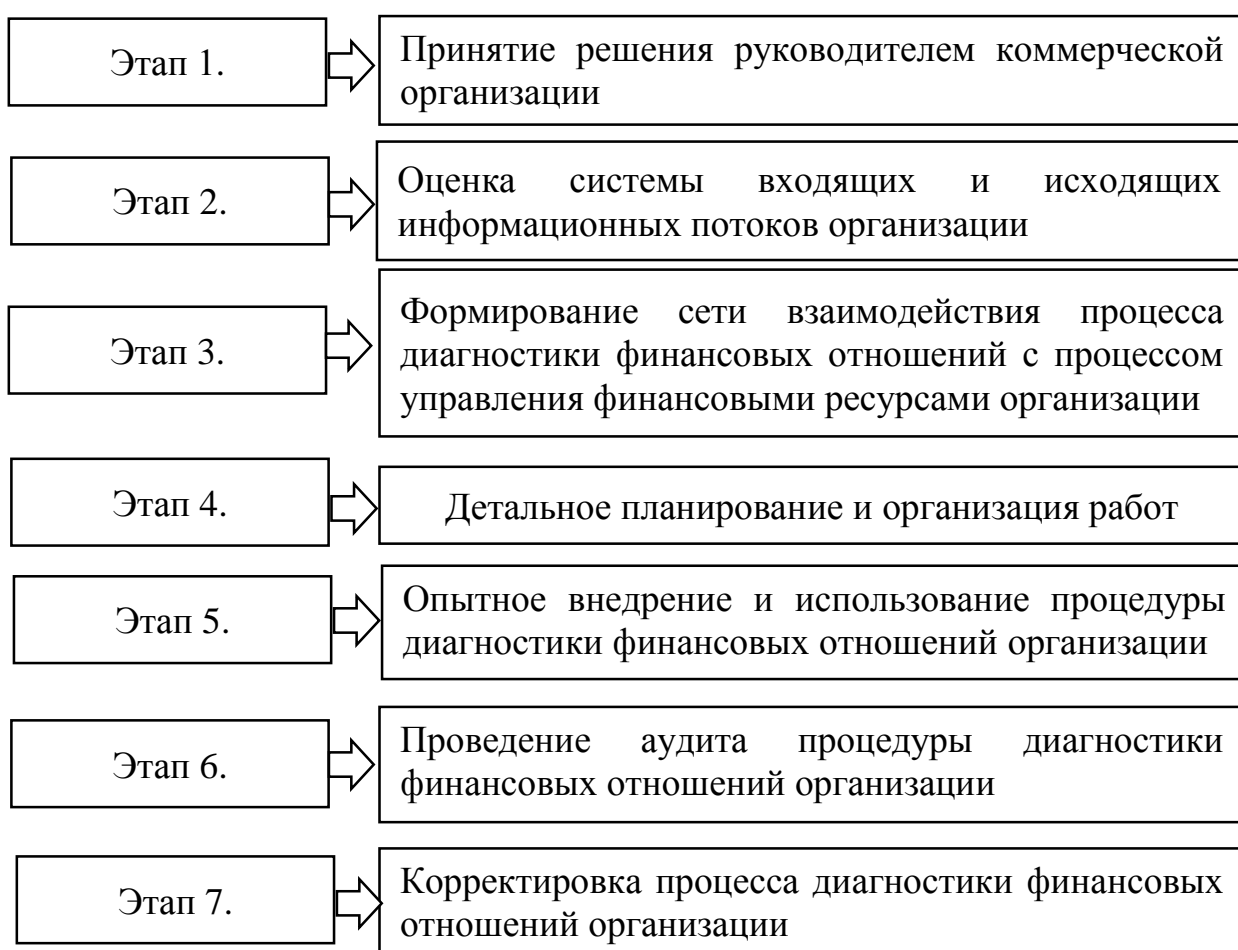 Этап 1.
Принятие решения руководителем коммерческой
организации
Этап 2.
Оценка системы входящих и исходящих
информационных потоков организации
Этап 3.
Формирование сети взаимодействия процесса
диагностики финансовых отношений с процессом
управления финансовыми ресурсами организации
Этап 4.
Детальное планирование и организация работ
Этап 5.
Опытное внедрение и использование процедуры
диагностики финансовых отношений организации
Этап 6.
Проведение аудита процедуры диагностики
финансовых отношений организации
Этап 7.
Корректировка процесса диагностики финансовых
отношений организации